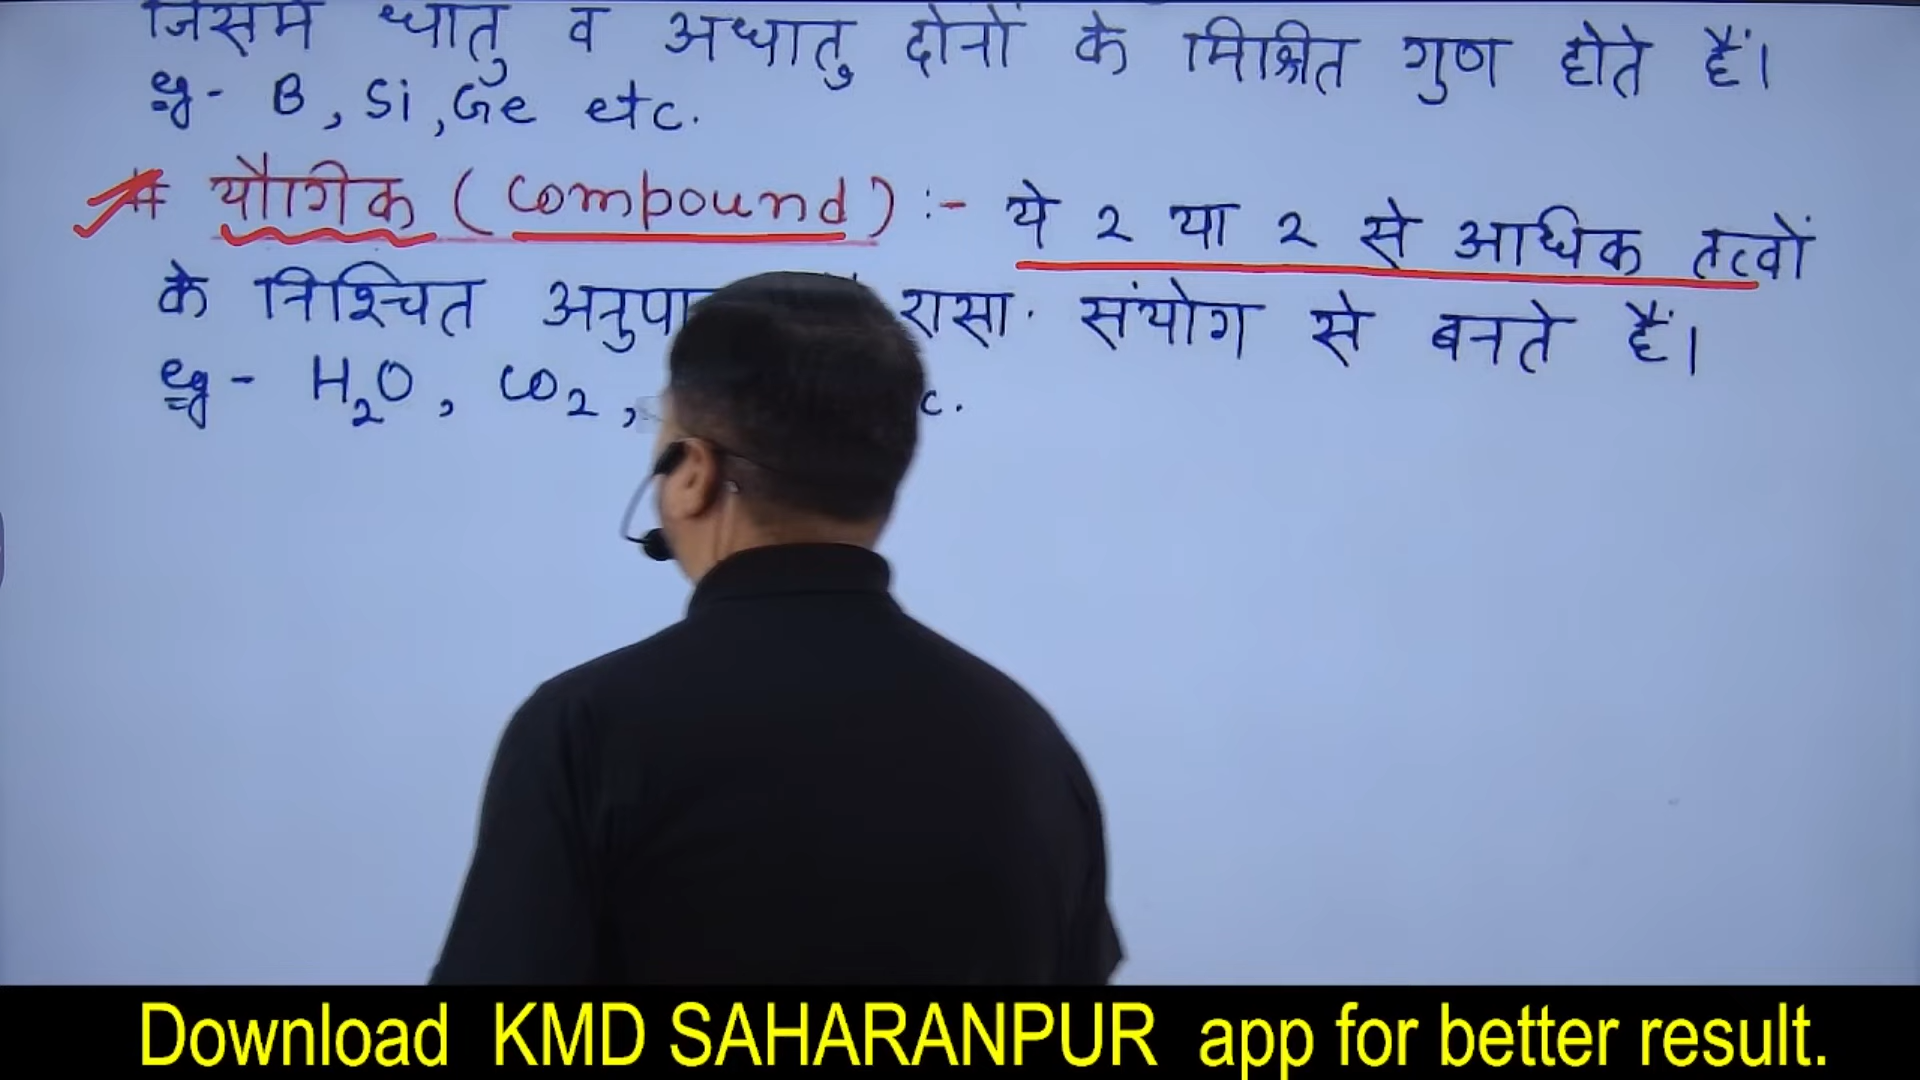 जिसमें धातु व अधातु दोनों के मिश्रित गुण होते हैं।
eg- B, Si, Ge etc.
# यौगिक (compound) :- ये 2 या 2 से अधिक तत्वों
के निश्चित रासा. संयोग से बनते हैं।
eg - H₂O, CO₂,
Download KMD SAHARANPUR app for better result.